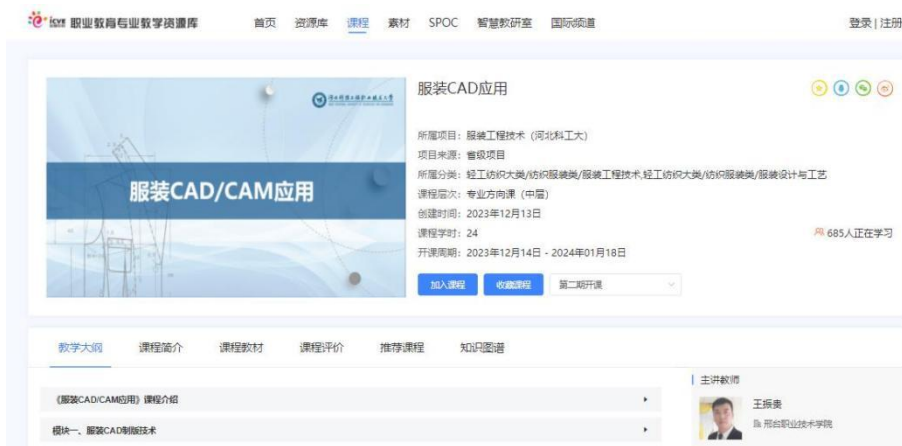 icve 职业教育专业教学资源库
首页 资源库 课程 素材 SPOC 智慧教研室 国际频道
登录 | 注册
服装CAD/CAM应用
服装CAD应用
所属项目：服装工程技术（河北科工大）
项目来源：省级项目
所属分类：轻工纺织大类/纺织服装类/服装工程技术,轻工纺织大类/纺织服装类/服装设计与工艺
课程层次：专业方向课（中层）
创建时间：2023年12月13日
课程学时：24
685人正在学习
开课周期：2023年12月14日 - 2024年01月18日
加入课程 收藏课程 第二期开课
教学大纲 课程简介 课程教材 课程评价 推荐课程 知识图谱
《服装CAD/CAM应用》课程介绍
模块一、服装CAD制版技术
主讲教师
王振贵
邢台职业技术学院